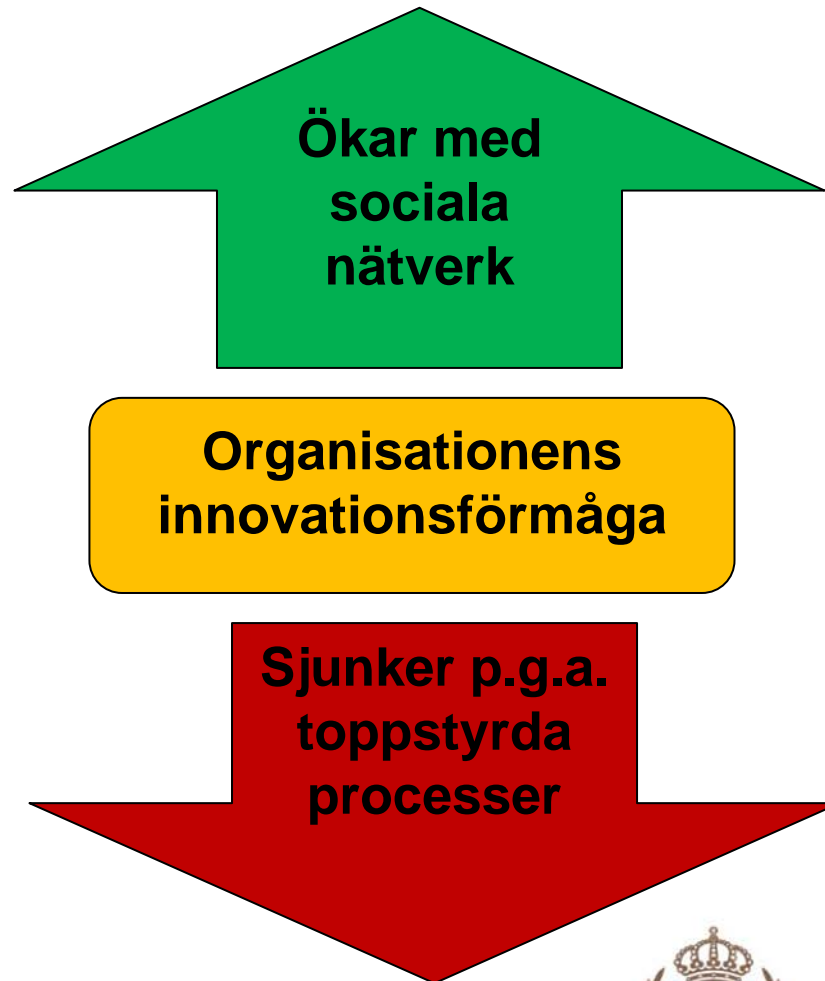 Ökar med
sociala
nätverk
Organisationens
innovationsförmåga
Sjunker p.g.a.
toppstyrda
processer